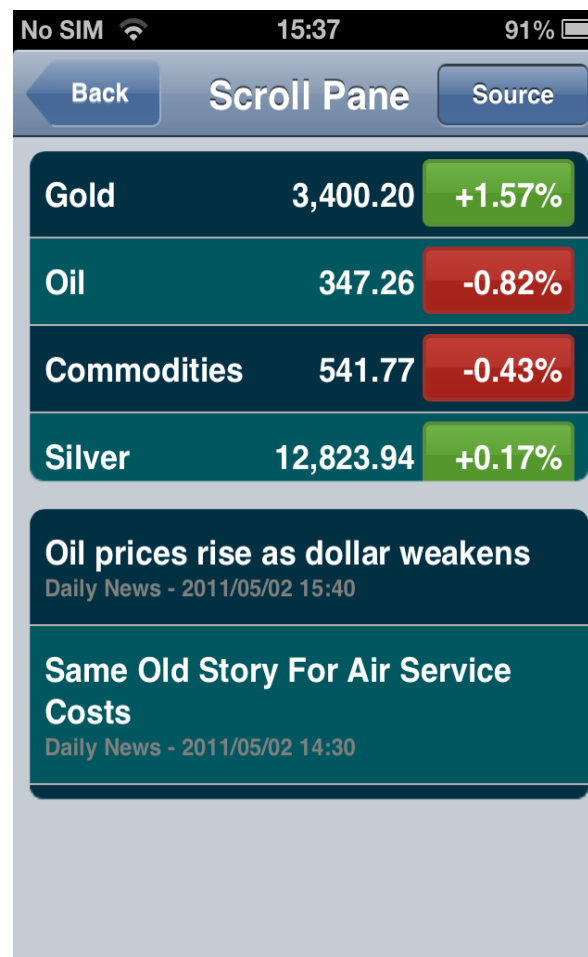 No SIM 15:37 91%
Back Scroll Pane Source
Gold 3,400.20 +1.57%
Oil 347.26 -0.82%
Commodities 541.77 -0.43%
Silver 12,823.94 +0.17%
Oil prices rise as dollar weakens
Daily News - 2011/05/02 15:40
Same Old Story For Air Service
Costs
Daily News - 2011/05/02 14:30